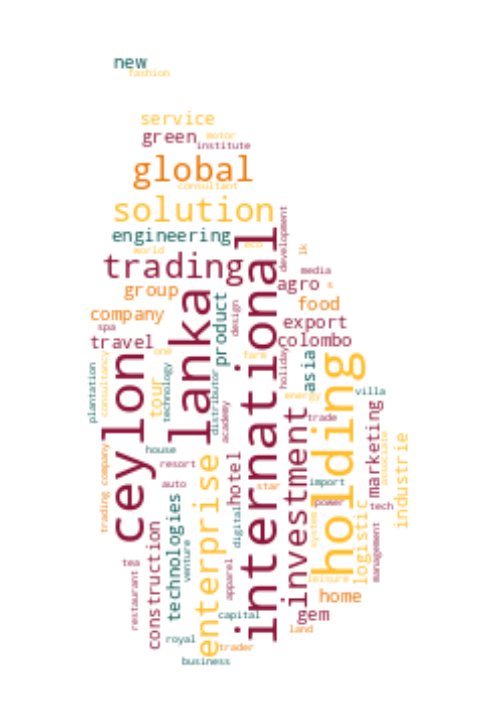 new
fashion
service
green
motor
institute
global
consultant
solution
development
engineering
eco
lk
world
trading
media
agro
s
group
product
food
company
design
export
spa
travel
colombo
international
lanka
ceylon
one
farm
holiday
asia
holding
plantation
consultancy
tour
technology
distributor
energy
villa
academy
trade
marketing
investment
house
associate
industrie
resort
hotel
enterprise
trading company
auto
star
import
technologies
digital
power
tech
system
logistic
management
construction
venture
tea
restaurant
apparel
leisure
home
capital
gem
land
royal
trader
business